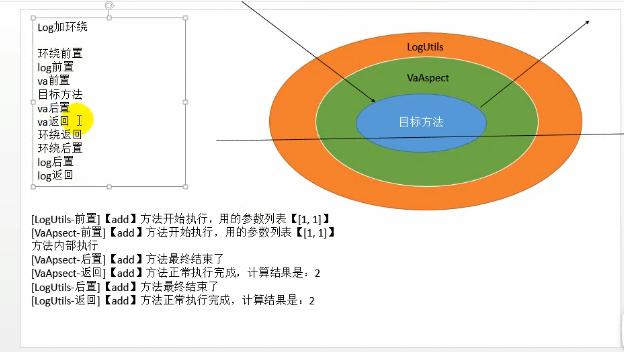 Log加环绕
环绕前置
log前置
va前置
目标方法
va后置
va返回
环绕返回
环绕后置
log后置
log返回
LogUtils
VaAspect
目标方法
[LogUtils-前置]【add】方法开始执行，用的参数列表【[1, 1]】
[VaApsect-前置]【add】方法开始执行，用的参数列表【[1, 1]】
方法内部执行
[VaApsect-后置]【add】方法最终结束了
[VaApsect-返回]【add】方法正常执行完成，计算结果是：2
[LogUtils-后置]【add】方法最终结束了
[LogUtils-返回]【add】方法正常执行完成，计算结果是：2